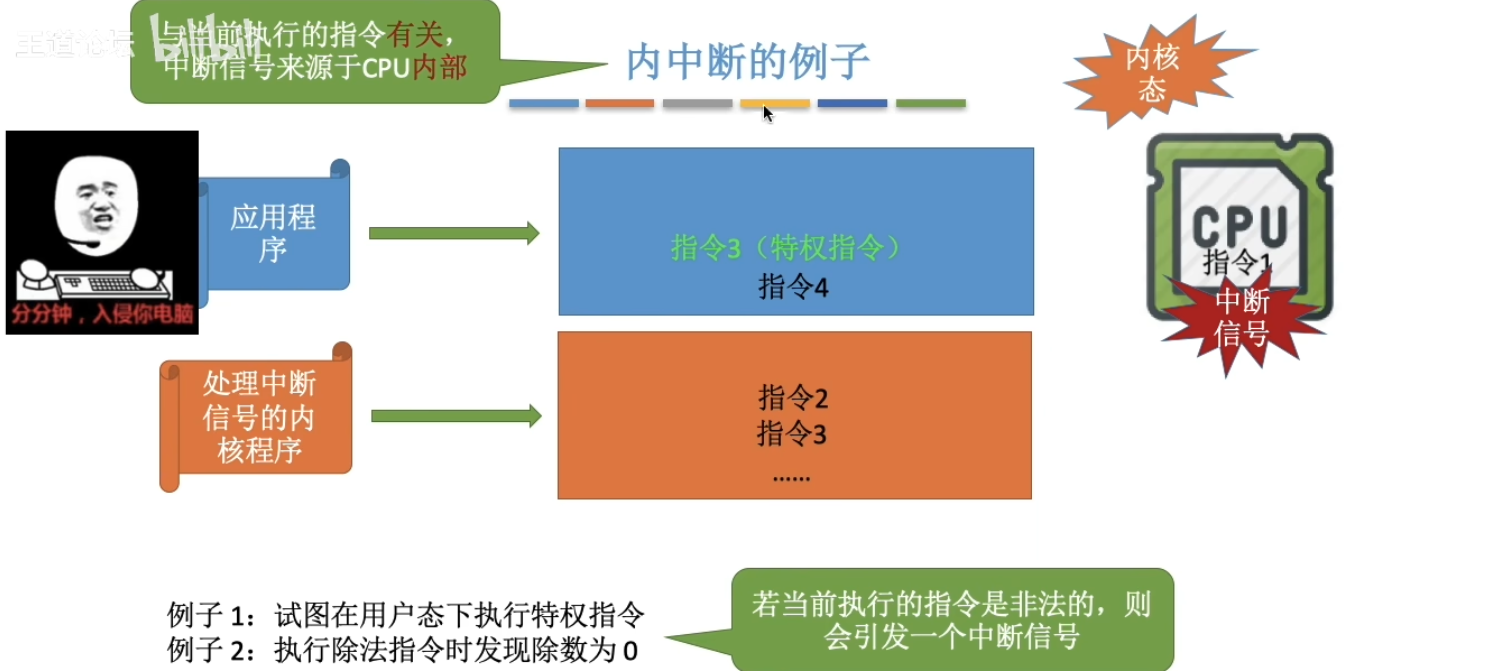 王道论坛 bilibili
与当前执行的指令有关，
中断信号来源于CPU内部
内中断的例子
内核
态
应用程
序
分分钟，入侵你电脑
指令3（特权指令）
指令4
CPU
指令1
中断
信号
处理中断
信号的内
核程序
指令2
指令3
......
例子 1：试图在用户态下执行特权指令
例子 2：执行除法指令时发现除数为 0
若当前执行的指令是非法的，则
会引发一个中断信号